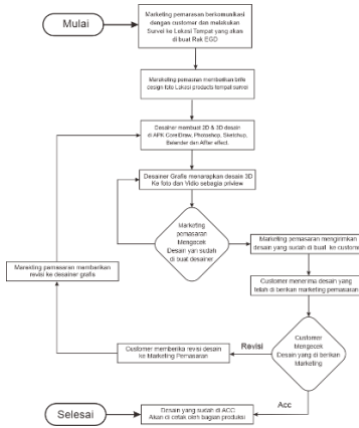 Mulai
Marketing pemasaran berkomunikasi
dengan customer dan melakukan
Survei ke Lokasi Tempat yang akan
di buat Rak EGD
Marketing pemasaran memberikan
design foto Lokasi products tempat survei
Desainer membuat 2D & 3D desain
di APK CorelDraw, Photoshop, Sketchup,
Belender dan After effect
Desainer Grafis menerapkan desain 3D
Ke foto dan Vidio sebagia priview
Marketing
pemasaran
Mengecek
Desain yan sudah
di buat desainer
Marketing pemasaran mengirimkan
desain yang sudah di buat ke customer
Marketing pemasaran memberikan
revisi ke desainer grafis
Customer menerima desain yang
telah di berikan marketing pemasaran
Customer
Mengecek
Desain yang di berikan
Marketing
Revisi
Customer memberika revisi desain
ke Marketing Pemasaran
Acc
Selesai
Desain yang sudah di ACC
Akan di cetak oleh bagian produksi